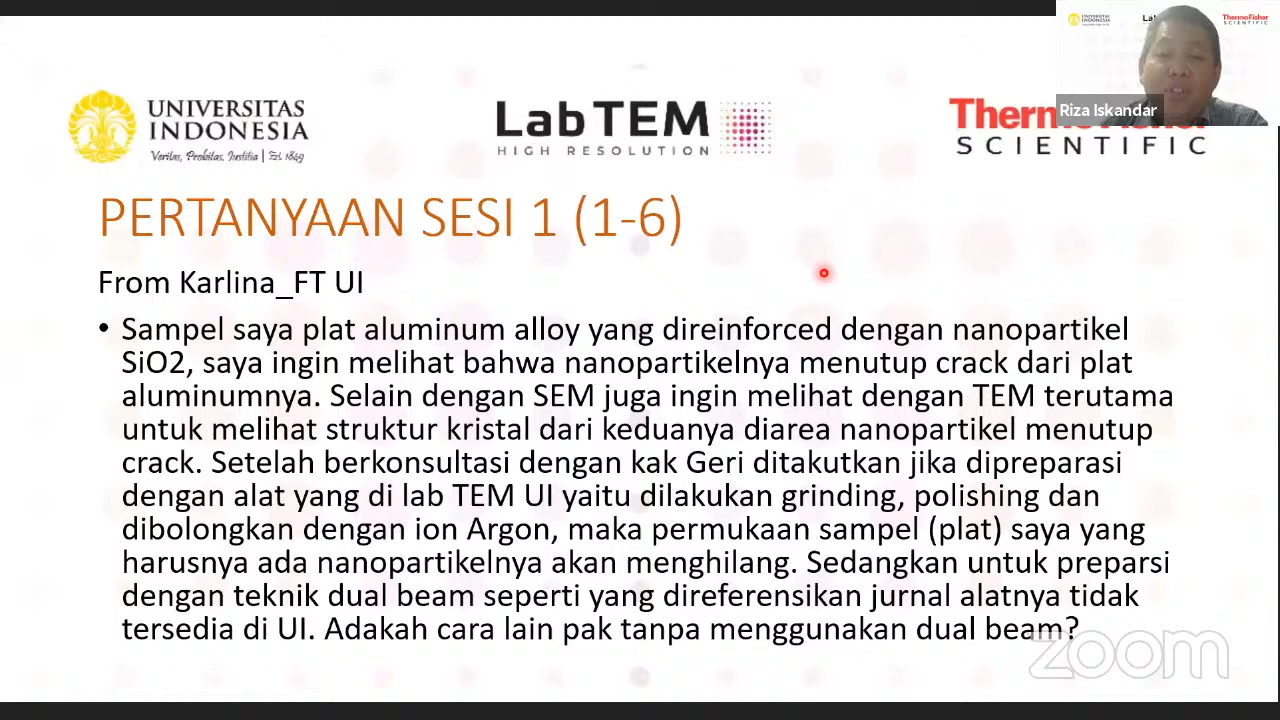 UNIVERSITAS
INDONESIA
Veritas, Probitas, Justitia | Est. 1849
LabTEM
HIGH RESOLUTION
SCIENTIFIC
UNIVERSITAS
INDONESIA
ThermoFisher
SCIENTIFIC
Riza Iskandar
PERTANYAAN SESI 1 (1-6)
From Karlina_FT UI
• Sampel saya plat aluminum alloy yang direinforced dengan nanopartikel
SiO2, saya ingin melihat bahwa nanopartikelnya menutup crack dari plat
aluminumnya. Selain dengan SEM juga ingin melihat dengan TEM terutama
untuk melihat struktur kristal dari keduanya diarea nanopartikel menutup
crack. Setelah berkonsultasi dengan kak Geri ditakutkan jika dipreparasi
dengan alat yang di lab TEM UI yaitu dilakukan grinding, polishing dan
dibolongkan dengan ion Argon, maka permukaan sampel (plat) saya yang
harusnya ada nanopartikelnya akan menghilang. Sedangkan untuk preparsi
dengan teknik dual beam seperti yang direferensikan jurnal alatnya tidak
tersedia di UI. Adakah cara lain pak tanpa menggunakan dual beam?
zoom